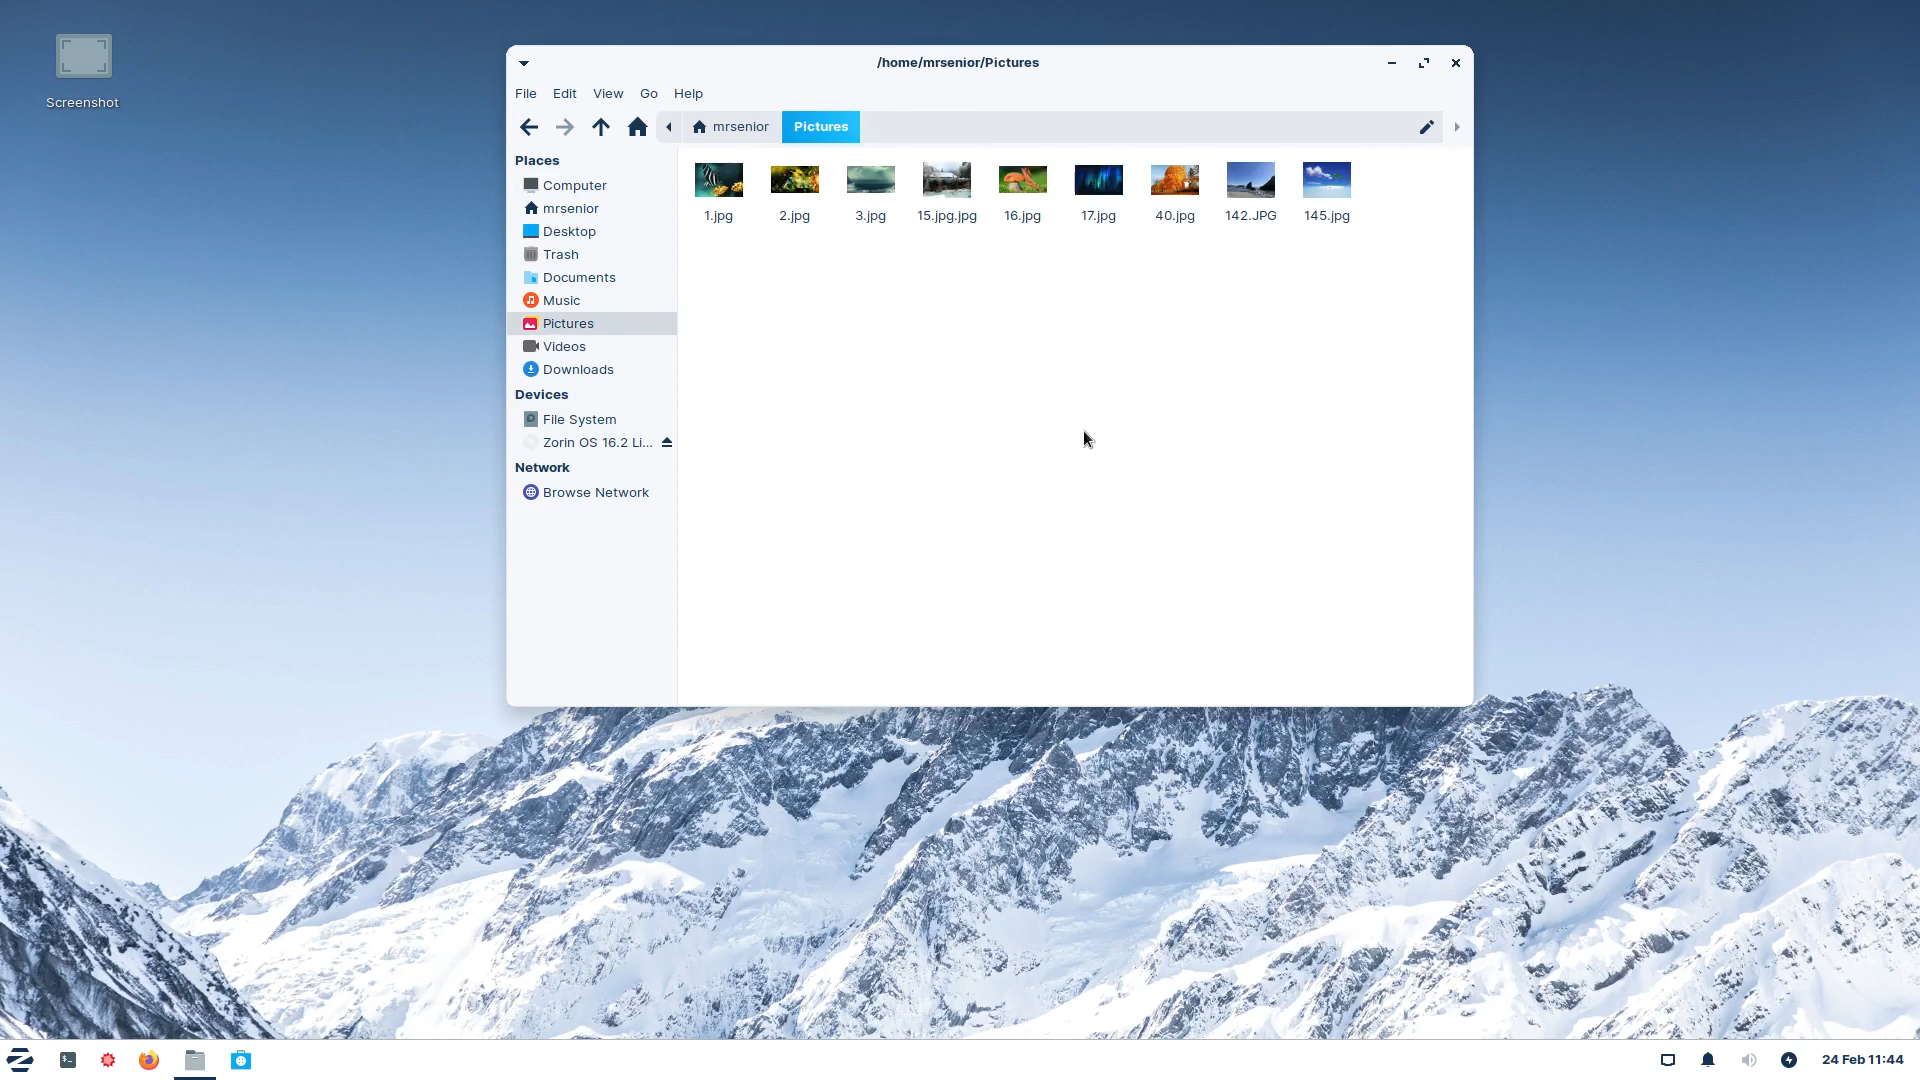 Screenshot
/home/mrsenior/Pictures
File Edit View Go Help
mrsenior Pictures
Places
Computer
mrsenior
Desktop
Trash
Documents
Music
Pictures
Videos
Downloads
Devices
File System
Zorin OS 16.2 Li...
Network
Browse Network
1.jpg 2.jpg 3.jpg 15.jpg.jpg 16.jpg 17.jpg 40.jpg 142.JPG 145.jpg
24 Feb 11:44